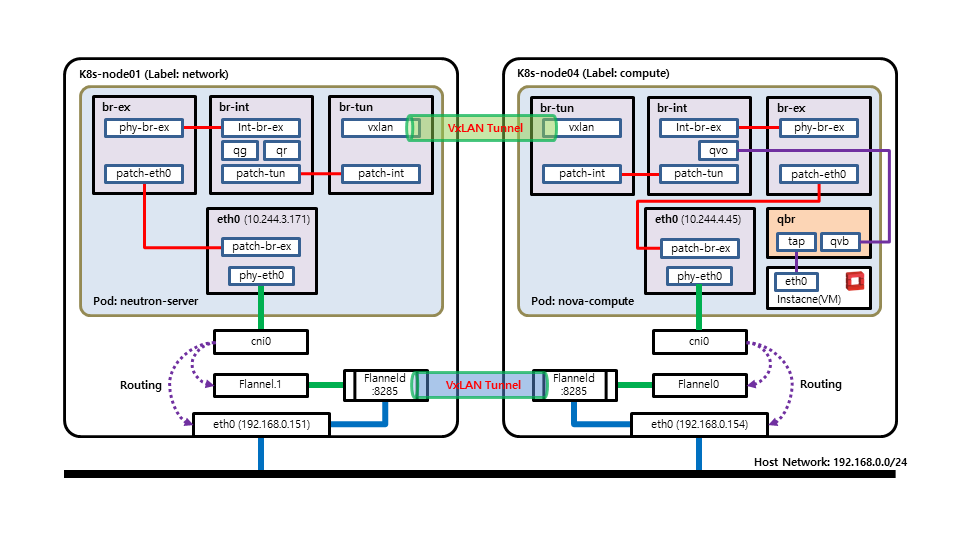 K8s-node01 (Label: network)
br-ex
phy-br-ex
patch-eth0
br-int
Int-br-ex
qg
qr
patch-tun
br-tun
vxlan
patch-int
eth0 (10.244.3.171)
patch-br-ex
phy-eth0
Pod: neutron-server
cni0
Routing
Flannel.1
Flanneld
:8285
eth0 (192.168.0.151)
VxLAN Tunnel
VxLAN Tunnel
K8s-node04 (Label: compute)
br-tun
vxlan
patch-int
br-int
Int-br-ex
qvo
patch-tun
br-ex
phy-br-ex
patch-eth0
eth0 (10.244.4.45)
patch-br-ex
phy-eth0
qbr
tap
qvb
eth0
Instacne(VM)
Pod: nova-compute
cni0
Routing
Flanneld
:8285
Flannel0
eth0 (192.168.0.154)
Host Network: 192.168.0.0/24